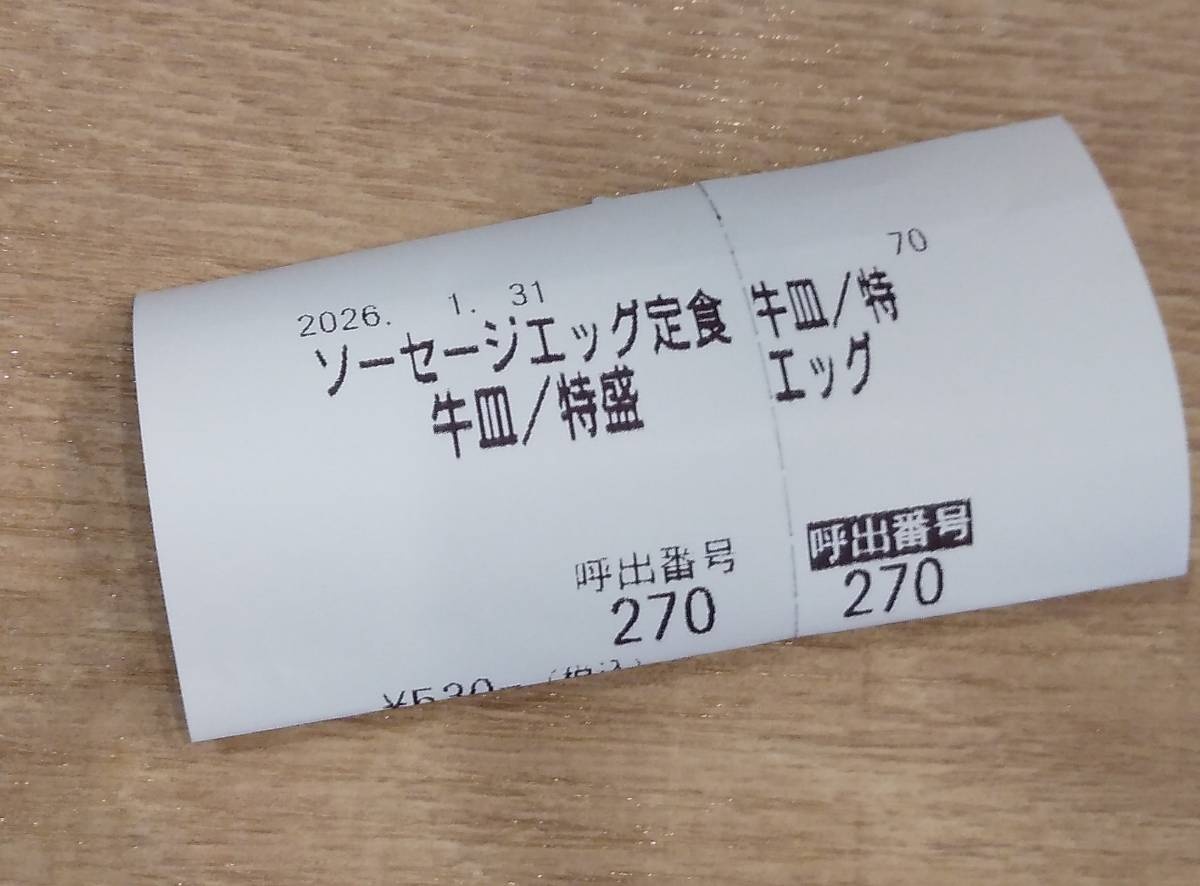 2026. 1. 31
ソーセージエッグ定食
牛皿／特盛
呼出番号
270
¥530
70
牛皿／特
エッグ
呼出番号
270